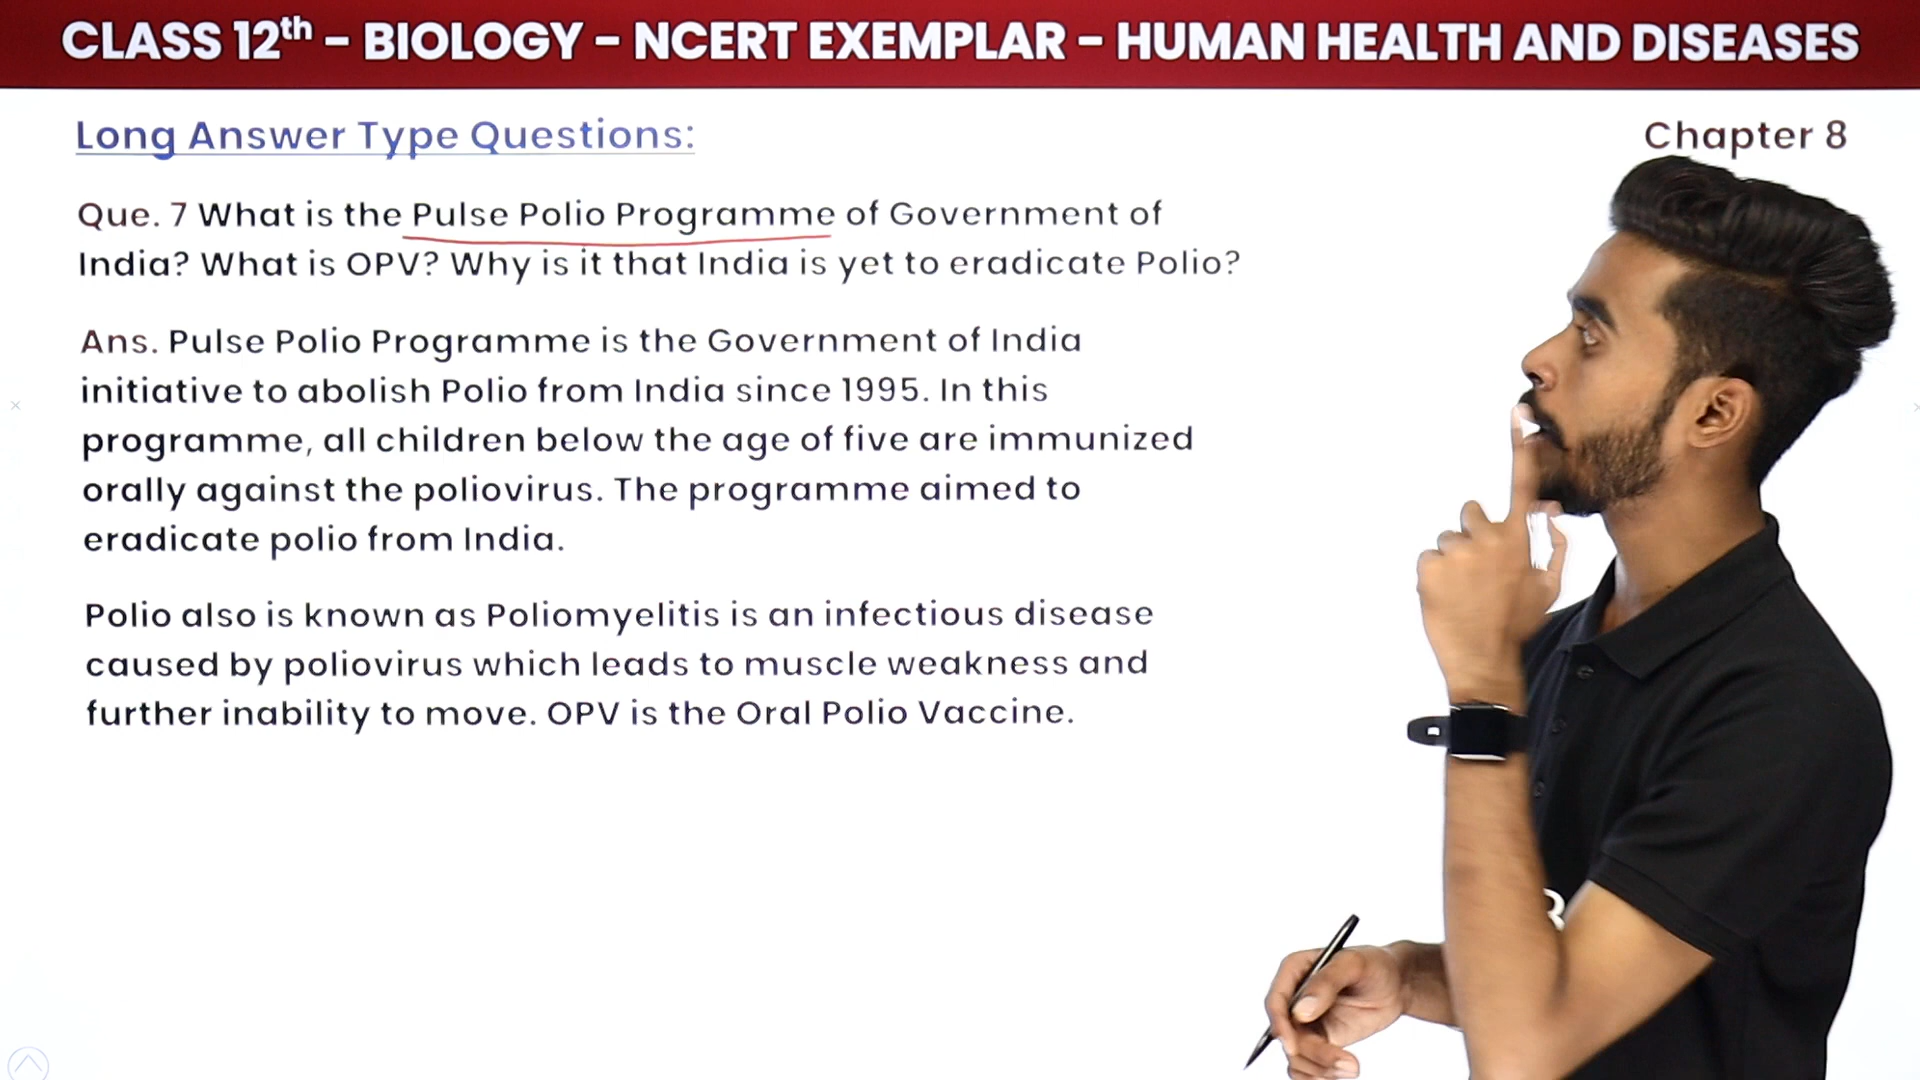 CLASS 12th – BIOLOGY – NCERT EXEMPLAR – HUMAN HEALTH AND DISEASES
Long Answer Type Questions:
Chapter 8
Que. 7 What is the Pulse Polio Programme of Government of
India? What is OPV? Why is it that India is yet to eradicate Polio?
Ans. Pulse Polio Programme is the Government of India
initiative to abolish Polio from India since 1995. In this
programme, all children below the age of five are immunized
orally against the poliovirus. The programme aimed to
eradicate polio from India.
Polio also is known as Poliomyelitis is an infectious disease
caused by poliovirus which leads to muscle weakness and
further inability to move. OPV is the Oral Polio Vaccine.